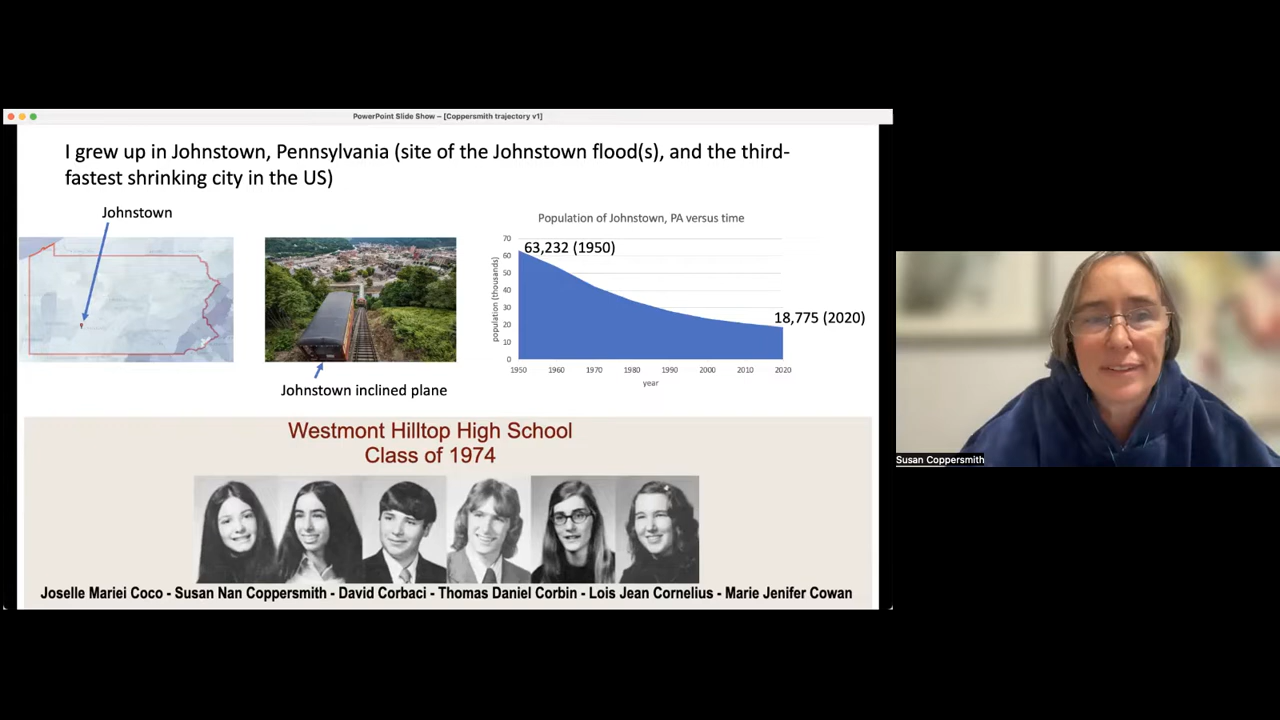 PowerPoint Slide Show – [Coppersmith trajectory v1]
I grew up in Johnstown, Pennsylvania (site of the Johnstown flood(s), and the third-
fastest shrinking city in the US)
Johnstown
Johnstown inclined plane
Population of Johnstown, PA versus time
population (thousands)
70
60
50
40
30
20
10
0
63,232 (1950)
18,775 (2020)
1950 1960 1970 1980 1990 2000 2010 2020
year
Westmont Hilltop High School
Class of 1974
Joselle Mariei Coco - Susan Nan Coppersmith - David Corbaci - Thomas Daniel Corbin - Lois Jean Cornelius - Marie Jenifer Cowan
Susan Coppersmith